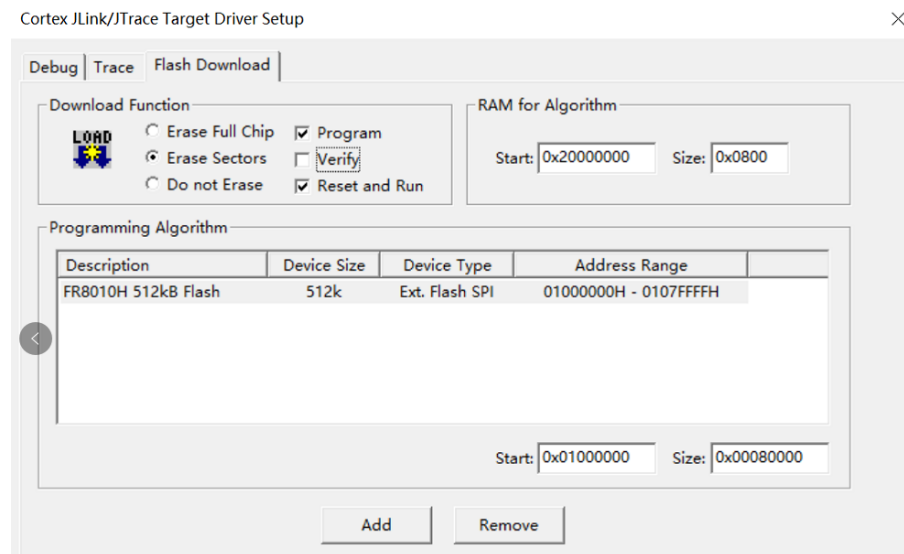 Cortex JLink/JTrace Target Driver Setup
Debug Trace Flash Download
Download Function
LOAD
Erase Full Chip Program
Erase Sectors Verify
Do not Erase Reset and Run
RAM for Algorithm
Start: 0x20000000 Size: 0x0800
Programming Algorithm
Description Device Size Device Type Address Range
FR8010H 512kB Flash 512k Ext. Flash SPI 01000000H - 0107FFFFH
Start: 0x01000000 Size: 0x00080000
Add Remove